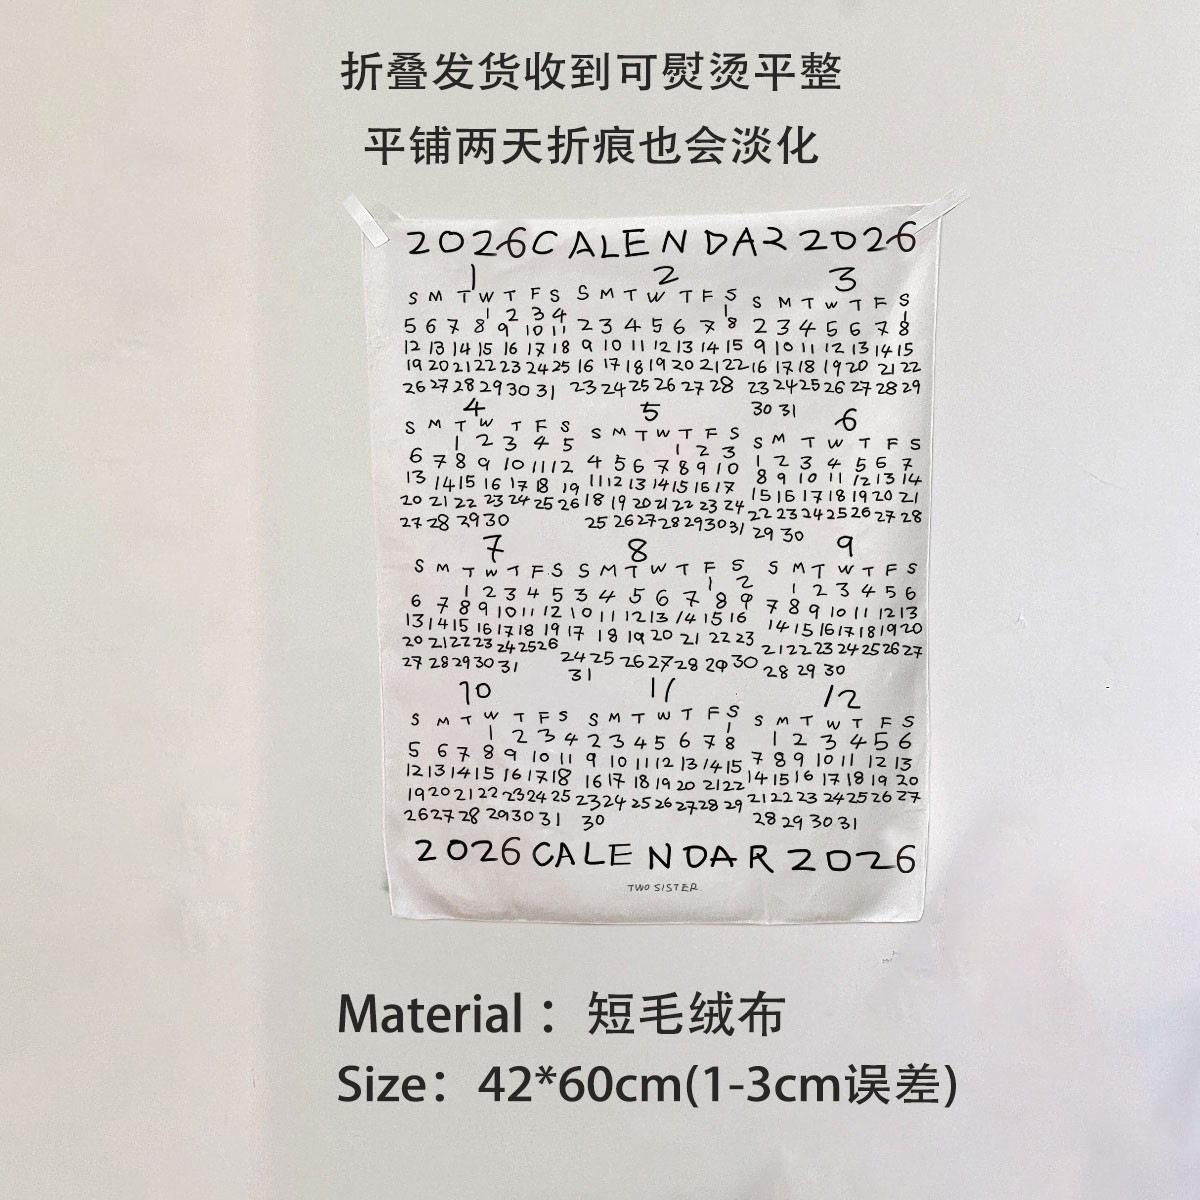 折叠发货收到可熨烫平整
平铺两天折痕也会淡化
2026 CALENDAR 2026
1 2 3
S M T W T F S S M T W T F S S M T W T F S
1 2 3 4 1 1
5 6 7 8 9 10 11 2 3 4 5 6 7 8 2 3 4 5 6 7 8
12 13 14 15 16 17 18 9 10 11 12 13 14 15 9 10 11 12 13 14 15
19 20 21 22 23 24 25 16 17 18 19 20 21 22 16 17 18 19 20 21 22
26 27 28 29 30 31 23 24 25 26 27 28 23 24 25 26 27 28 29
30 31
4 5 6
S M T W T F S S M T W T F S S M T W T F S
1 2 3 4 5 1 2 3 1 2 3 4 5 6 7
6 7 8 9 10 11 12 4 5 6 7 8 9 10 8 9 10 11 12 13 14
13 14 15 16 17 18 19 11 12 13 14 15 16 17 15 16 17 18 19 20 21
20 21 22 23 24 25 26 18 19 20 21 22 23 24 22 23 24 25 26 27 28
27 28 29 30 25 26 27 28 29 30 31 29 30
7 8 9
S M T W T F S S M T W T F S S M T W T F S
1 2 3 4 5 1 2 1 2 3 4 5 6
6 7 8 9 10 11 12 3 4 5 6 7 8 9 7 8 9 10 11 12 13
13 14 15 16 17 18 19 10 11 12 13 14 15 16 14 15 16 17 18 19 20
20 21 22 23 24 25 26 17 18 19 20 21 22 23 21 22 23 24 25 26 27
27 28 29 30 31 24 25 26 27 28 29 30 28 29 30
31
10 11 12
S M T W T F S S M T W T F S S M T W T F S
1 2 3 4 1 1 2 3 4 5 6
5 6 7 8 9 10 11 2 3 4 5 6 7 8 7 8 9 10 11 12 13
12 13 14 15 16 17 18 9 10 11 12 13 14 15 14 15 16 17 18 19 20
19 20 21 22 23 24 25 16 17 18 19 20 21 22 21 22 23 24 25 26 27
26 27 28 29 30 31 23 24 25 26 27 28 29 28 29 30 31
30
2026 CALENDAR 2026
TWO SISTER.
Material：短毛绒布
Size：42*60cm(1-3cm误差)